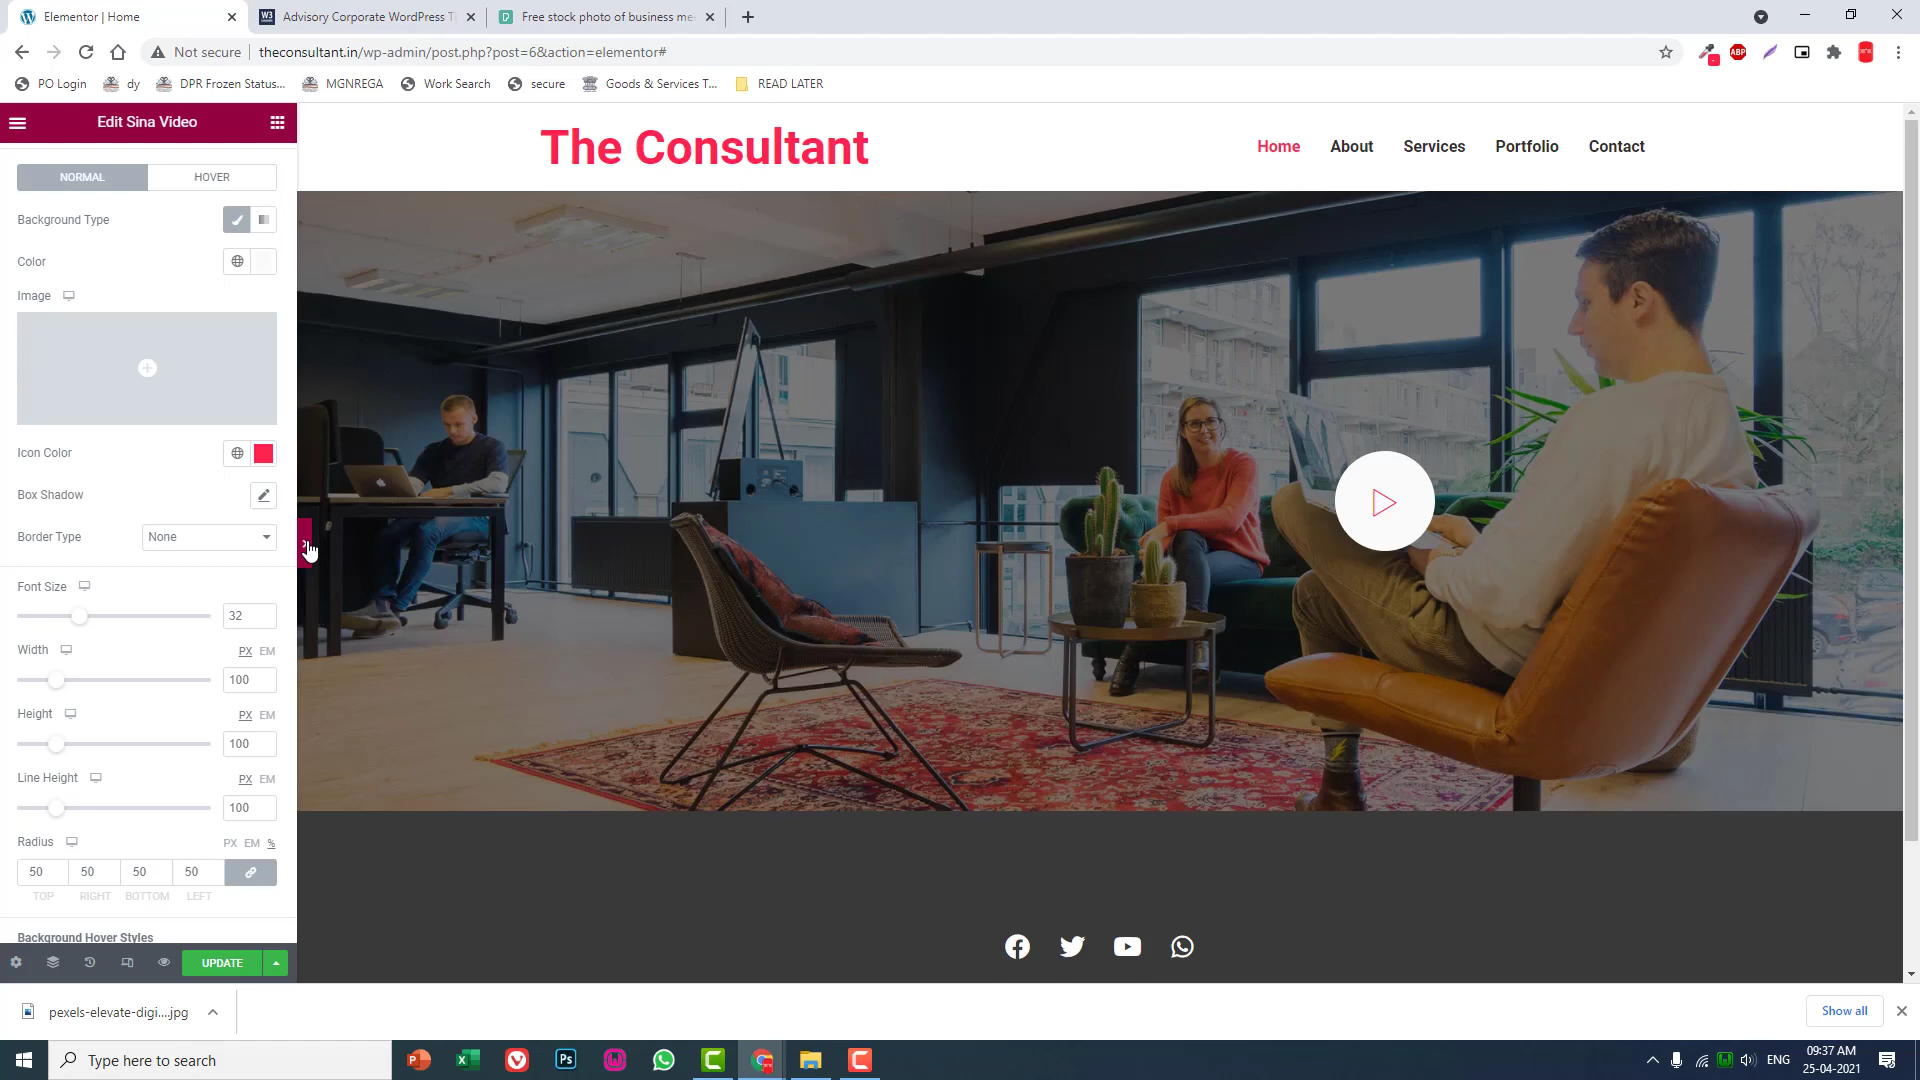 Elementor | Home
Advisory Corporate WordPress T
Free stock photo of business me
Not secure
theconsultant.in/wp-admin/post.php?post=6&action=elementor#
PO Login
dy
DPR Frozen Status...
MGNREGA
Work Search
secure
Goods & Services T...
READ LATER
ABP
Edit Sina Video
The Consultant
Home
About
Services
Portfolio
Contact
NORMAL
HOVER
Background Type
Color
Image
Icon Color
Box Shadow
Border Type
None
Font Size
32
Width
PX EM
100
Height
PX EM
100
Line Height
PX EM
100
Radius
PX EM %
50 50 50 50
TOP RIGHT BOTTOM LEFT
Background Hover Styles
UPDATE
pexels-elevate-digi....jpg
Show all
Type here to search
Ps
ENG
09:37 AM
25-04-2021